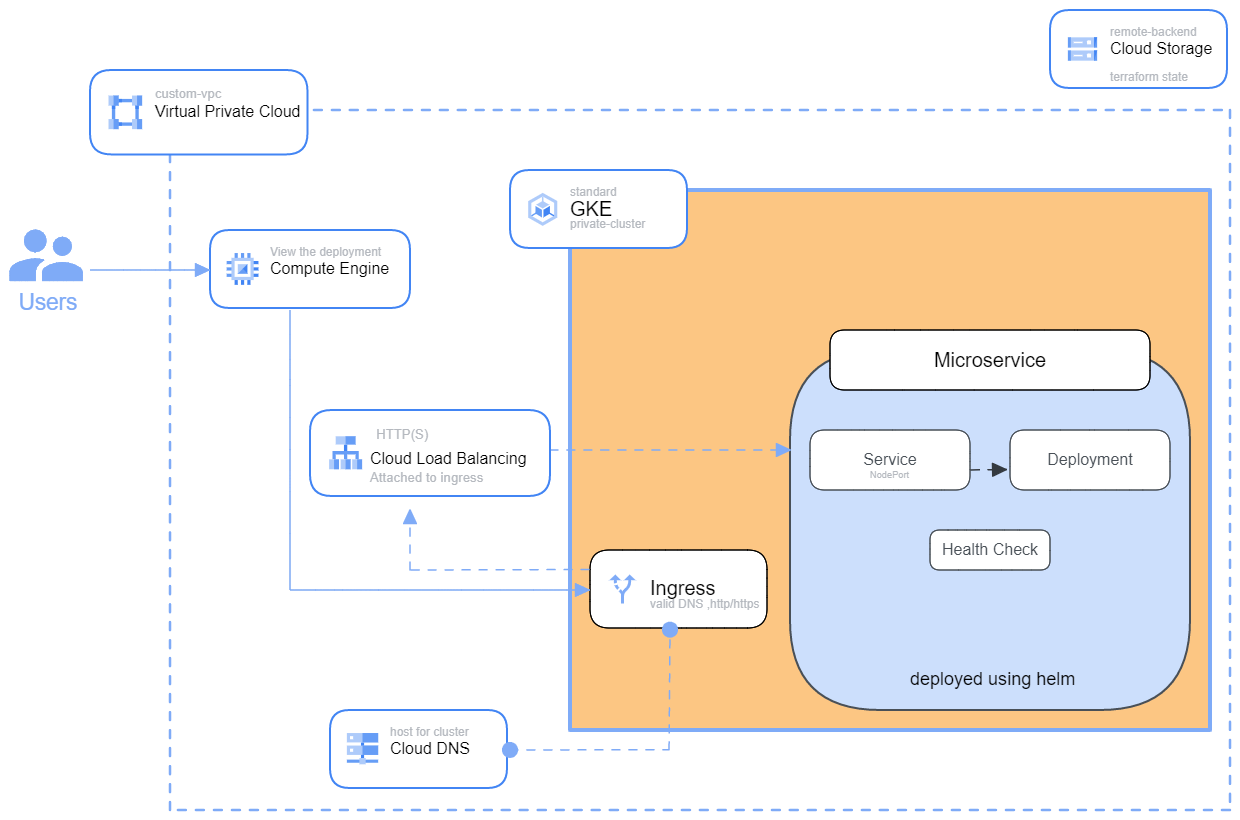 remote-backend
Cloud Storage
terraform state
custom-vpc
Virtual Private Cloud
standard
GKE
private-cluster
Users
View the deployment
Compute Engine
Microservice
HTTP(S)
Cloud Load Balancing
Attached to ingress
Service
NodePort
Deployment
Health Check
Ingress
valid DNS ,http/https
deployed using helm
host for cluster
Cloud DNS